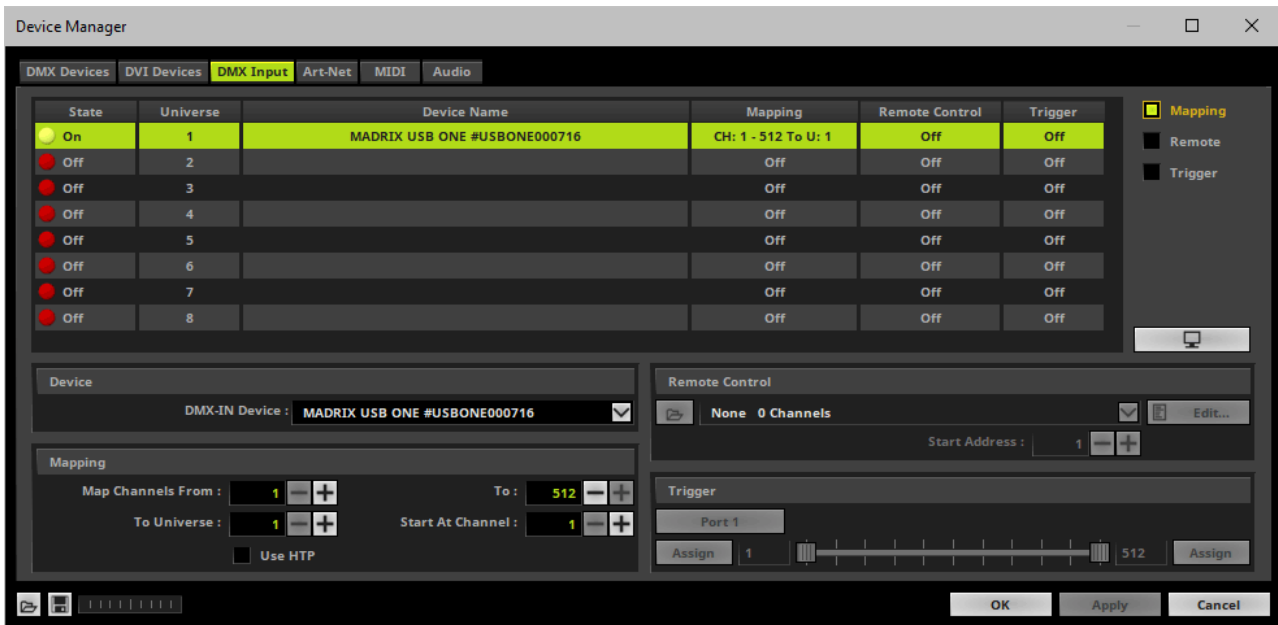 Device Manager
DMX Devices DVI Devices DMX Input Art-Net MIDI Audio
State Universe Device Name Mapping Remote Control Trigger
On 1 MADRIX USB ONE #USBONE000716 CH: 1 - 512 To U: 1 Off Off
Off 2 Off Off Off
Off 3 Off Off Off
Off 4 Off Off Off
Off 5 Off Off Off
Off 6 Off Off Off
Off 7 Off Off Off
Off 8 Off Off Off
Mapping
Remote
Trigger
Device
DMX-IN Device : MADRIX USB ONE #USBONE000716
Mapping
Map Channels From : 1 To : 512
To Universe : 1 Start At Channel : 1
Use HTP
Remote Control
None 0 Channels Edit...
Start Address : 1
Trigger
Port 1
Assign 1 512 Assign
OK Apply Cancel